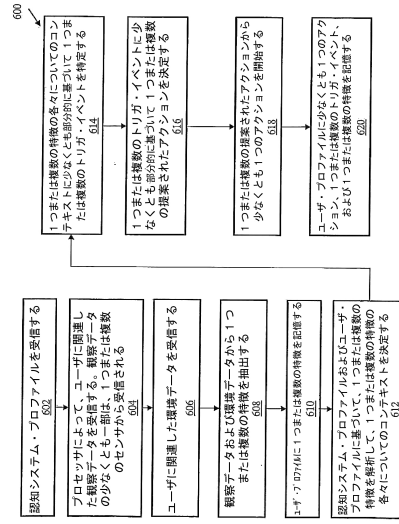 600
認知システム・プロファイルを受信する
602
プロセッサによって、ユーザに関連し
た観察データを受信する。観察データ
の少なくとも一部は、1つまたは複数
のセンサから受信される
604
ユーザに関連した環境データを受信する
606
観察データおよび環境データから1つ
または複数の特徴を抽出する
608
ユーザ・プロファイルに1つまたは複数の特徴を記憶する
610
認知システム・プロファイルおよびユーザ・
プロファイルに基づいて、1つまたは複数の
特徴を解析して、1つまたは複数の特徴の
各々についてのコンテキストを決定する
612
1つまたは複数の特徴の各々についてのコン
テキストに少なくとも部分的に基づいて1つま
たは複数のトリガ・イベントを特定する
614
1つまたは複数のトリガ・イベントに少
なくとも部分的に基づいて1つまたは複数
の提案されたアクションを決定する
616
1つまたは複数の提案されたアクションから
少なくとも1つのアクションを開始する
618
ユーザ・プロファイルに少なくとも1つのアク
ション、1つまたは複数のトリガ・イベント、
および1つまたは複数の特徴を記憶する
620